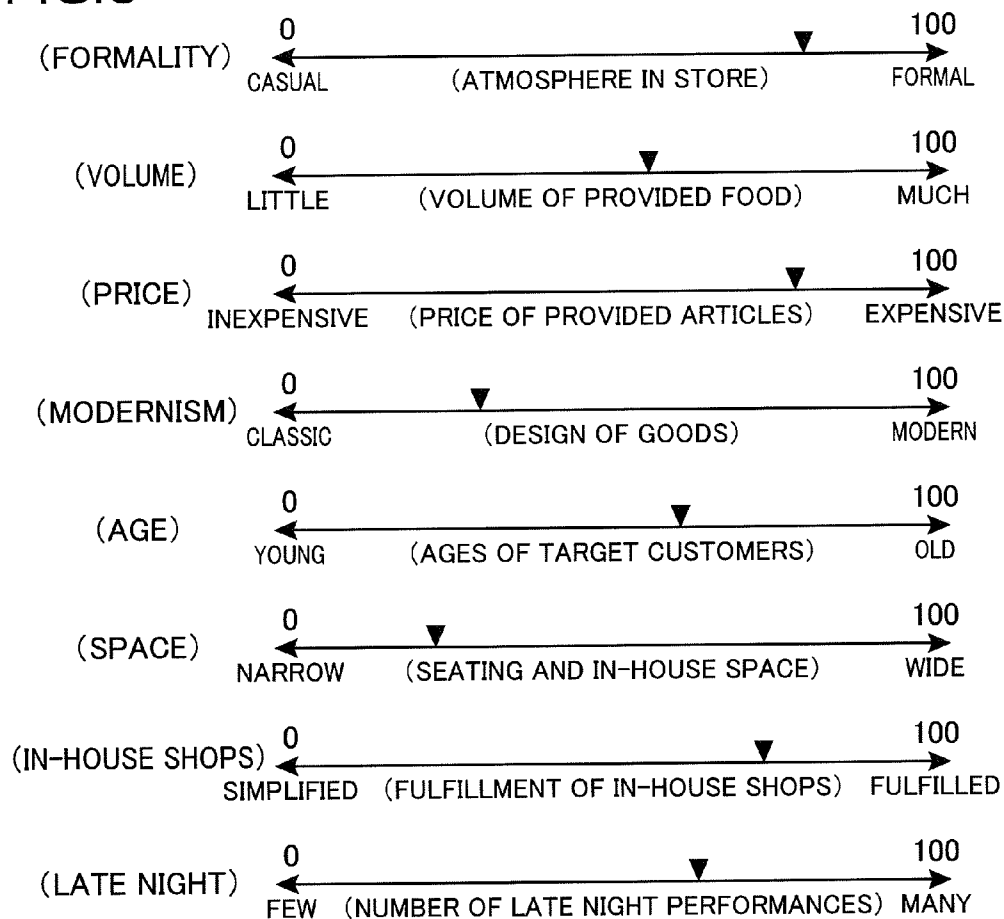 0 100
(FORMALITY)
CASUAL (ATMOSPHERE IN STORE) FORMAL
0 100
(VOLUME)
LITTLE (VOLUME OF PROVIDED FOOD) MUCH
0 100
(PRICE)
INEXPENSIVE (PRICE OF PROVIDED ARTICLES) EXPENSIVE
0 100
(MODERNISM)
CLASSIC (DESIGN OF GOODS) MODERN
0 100
(AGE)
YOUNG (AGES OF TARGET CUSTOMERS) OLD
0 100
(SPACE)
NARROW (SEATING AND IN-HOUSE SPACE) WIDE
0 100
(IN-HOUSE SHOPS)
SIMPLIFIED (FULFILLMENT OF IN-HOUSE SHOPS) FULFILLED
0 100
(LATE NIGHT)
FEW (NUMBER OF LATE NIGHT PERFORMANCES) MANY